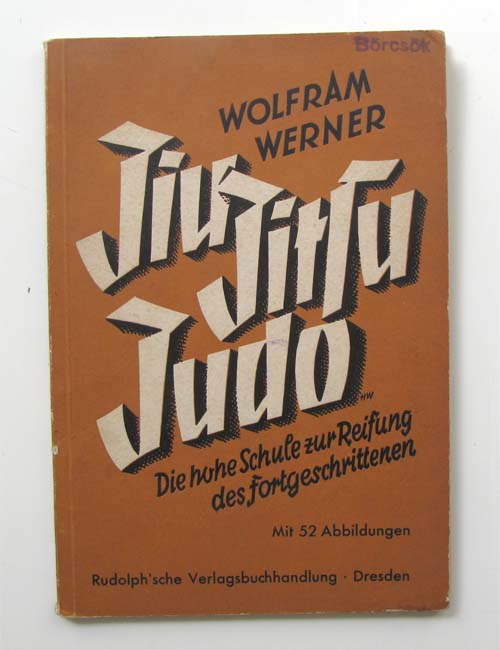 Börcsök
WOLFRAM
WERNER
Jiu
Jitſu
Judo
HW
Die hohe Schule zur Reifung
des Fortgeschrittenen
Mit 52 Abbildungen
Rudolph'sche Verlagsbuchhandlung · Dresden